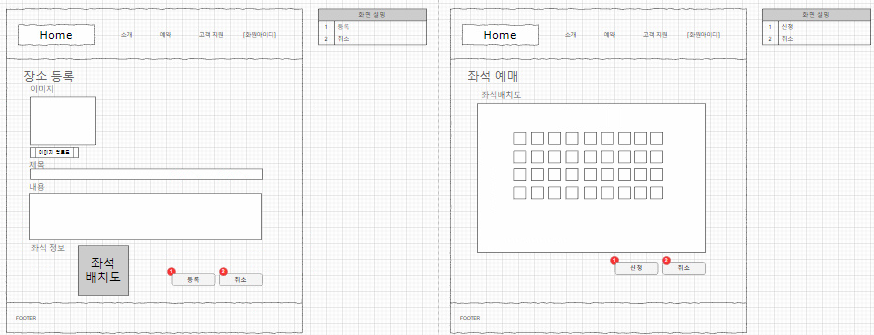 Home
소개
예약
고객 지원
[회원아이디]
장소 등록
이미지
이미지 업로드
제목
내용
좌석 정보
좌석
배치도
1
등록
2
취소
FOOTER
화면 설명
1 등록
2 취소
Home
소개
예약
고객 지원
[회원아이디]
좌석 예매
좌석배치도
1
신청
2
취소
FOOTER
화면 설명
1 신청
2 취소